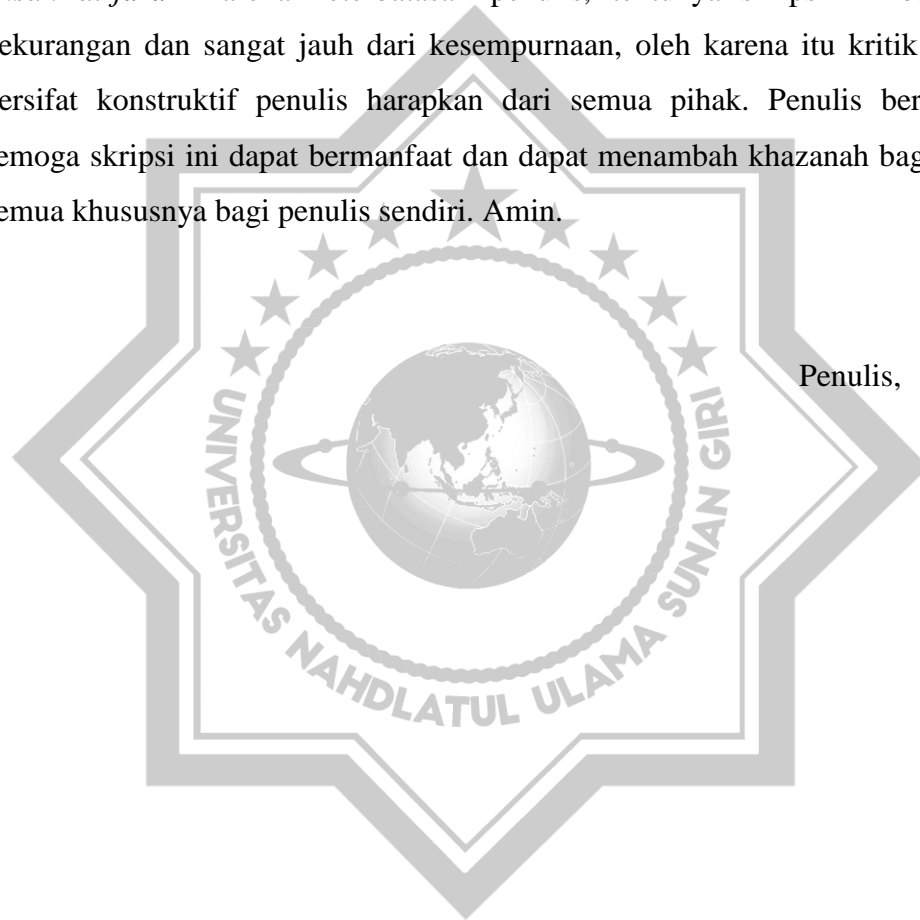 kekurangan dan sangat jauh dari kesempurnaan, oleh karena itu kritik
bersifat konstruktif penulis harapkan dari semua pihak. Penulis ber
semoga skripsi ini dapat bermanfaat dan dapat menambah khazanah bag
semua khususnya bagi penulis sendiri. Amin.
Penulis,
UNIVERSITAS NAHDLATUL ULAMA SUNAN GIRI